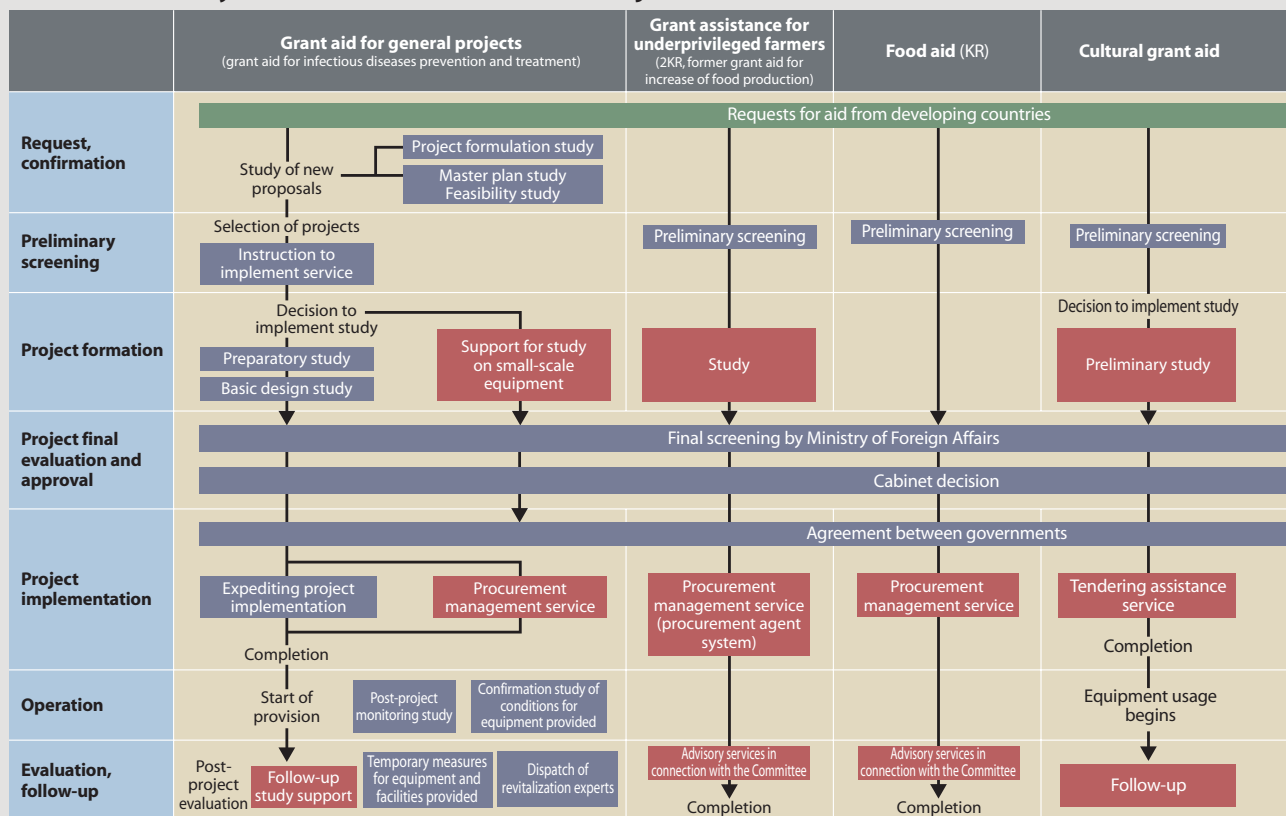 Grant aid for general projects
(grant aid for infectious diseases prevention and treatment)
Grant assistance for
underprivileged farmers
(2KR, former grant aid for
increase of food production)
Food aid (KR)
Cultural grant aid
Request,
confirmation
Requests for aid from developing countries
Study of new
proposals
Project formulation study
Master plan study
Feasibility study
Preliminary
screening
Selection of projects
Instruction to
implement service
Preliminary screening
Preliminary screening
Preliminary screening
Project formation
Decision to
implement study
Preparatory study
Basic design study
Support for study
on small-scale
equipment
Study
Decision to implement study
Preliminary study
Project final
evaluation and
approval
Final screening by Ministry of Foreign Affairs
Cabinet decision
Project
implementation
Agreement between governments
Expediting project
implementation
Procurement
management service
Completion
Procurement
management service
(procurement agent
system)
Procurement
management service
Tendering assistance
service
Completion
Operation
Start of
provision
Post-project
monitoring study
Confirmation study of
conditions for
equipment provided
Equipment usage
begins
Evaluation,
follow-up
Post-
project
evaluation
Follow-up
study support
Temporary measures
for equipment and
facilities provided
Dispatch of
revitalization experts
Advisory services in
connection with the Committee
Completion
Advisory services in
connection with the Committee
Completion
Follow-up